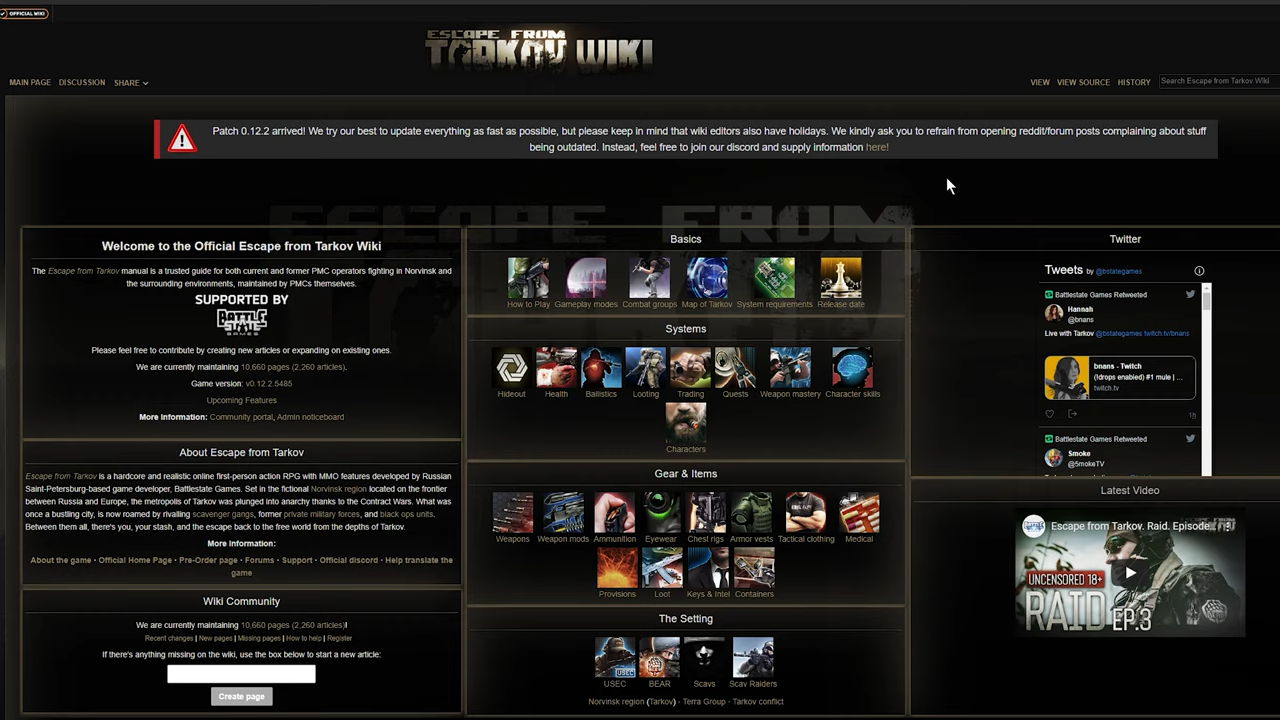 OFFICIAL WIKI
ESCAPE FROM
TARKOV WIKI
MAIN PAGE DISCUSSION SHARE
VIEW VIEW SOURCE HISTORY Search Escape from Tarkov Wiki
Patch 0.12.2 arrived! We try our best to update everything as fast as possible, but please keep in mind that wiki editors also have holidays. We kindly ask you to refrain from opening reddit/forum posts complaining about stuff
being outdated. Instead, feel free to join our discord and supply information here!
ESCAPE FROM
Welcome to the Official Escape from Tarkov Wiki
The Escape from Tarkov manual is a trusted guide for both current and former PMC operators fighting in Norvinsk and
the surrounding environments, maintained by PMCs themselves.
SUPPORTED BY
BATTLE
STATE
GAMES
Please feel free to contribute by creating new articles or expanding on existing ones.
We are currently maintaining 10,660 pages (2,260 articles).
Game version: v0.12.2.5485
Upcoming Features
More Information: Community portal, Admin noticeboard
About Escape from Tarkov
Escape from Tarkov is a hardcore and realistic online first-person action RPG with MMO features developed by Russian
Saint-Petersburg-based game developer, Battlestate Games. Set in the fictional Norvinsk region located on the frontier
between Russia and Europe, the metropolis of Tarkov was plunged into anarchy thanks to the Contract Wars. What was
once a bustling city, is now roamed by rivalling scavenger gangs, former private military forces, and black ops units.
Between them all, there's you, your stash, and the escape back to the free world from the depths of Tarkov.
More Information:
About the game • Official Home Page • Pre-Order page • Forums • Support • Official discord • Help translate the
game
Wiki Community
We are currently maintaining 10,660 pages (2,260 articles)!
Recent changes | New pages | Missing pages | How to help | Register
If there's anything missing on the wiki, use the box below to start a new article:
Create page
Basics
How to Play Gameplay modes Combat groups Map of Tarkov System requirements Release date
Systems
Hideout Health Ballistics Looting Trading Quests Weapon mastery Character skills
Characters
Gear & Items
Weapons Weapon mods Ammunition Eyewear Chest rigs Armor vests Tactical clothing Medical
Provisions Loot Keys & Intel Containers
The Setting
USEC BEAR Scavs Scav Raiders
Norvinsk region (Tarkov) · Terra Group · Tarkov conflict
Twitter
Tweets by @bstategames
Battlestate Games Retweeted
Hannah
@bnans
Live with Tarkov @bstategames twitch.tv/bnans
bnans - Twitch
(!drops enabled) #1 mule | ...
twitch.tv
1h
Battlestate Games Retweeted
Smoke
@5mokeTV
Latest Video
Escape from Tarkov. Raid. Episode...
UNCENSORED 18+
RAID EP.3